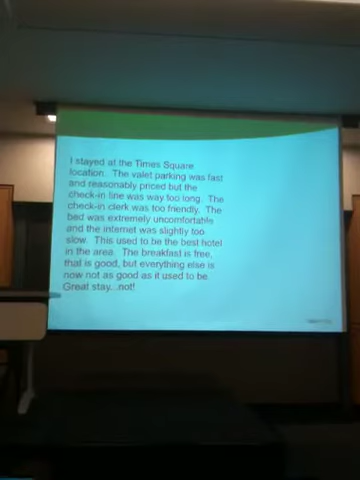 I stayed at the Times Square
location. The valet parking was fast
and reasonably priced but the
check-in line was way too long. The
check-in clerk was too friendly. The
bed was extremely uncomfortable
and the internet was slightly too
slow. This used to be the best hotel
in the area. The breakfast is free,
that is good, but everything else is
now not as good as it used to be.
Great stay...not!